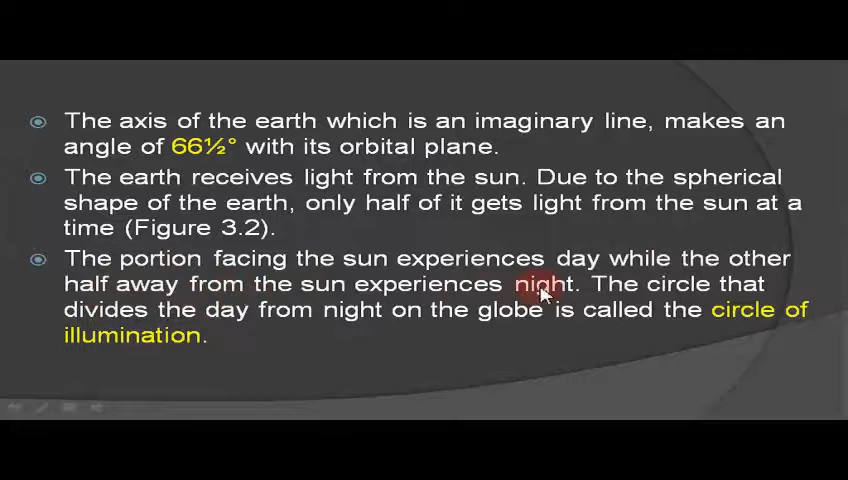 The axis of the earth which is an imaginary line, makes an
angle of 66½° with its orbital plane.
The earth receives light from the sun. Due to the spherical
shape of the earth, only half of it gets light from the sun at a
time (Figure 3.2).
The portion facing the sun experiences day while the other
half away from the sun experiences night. The circle that
divides the day from night on the globe is called the circle of
illumination.